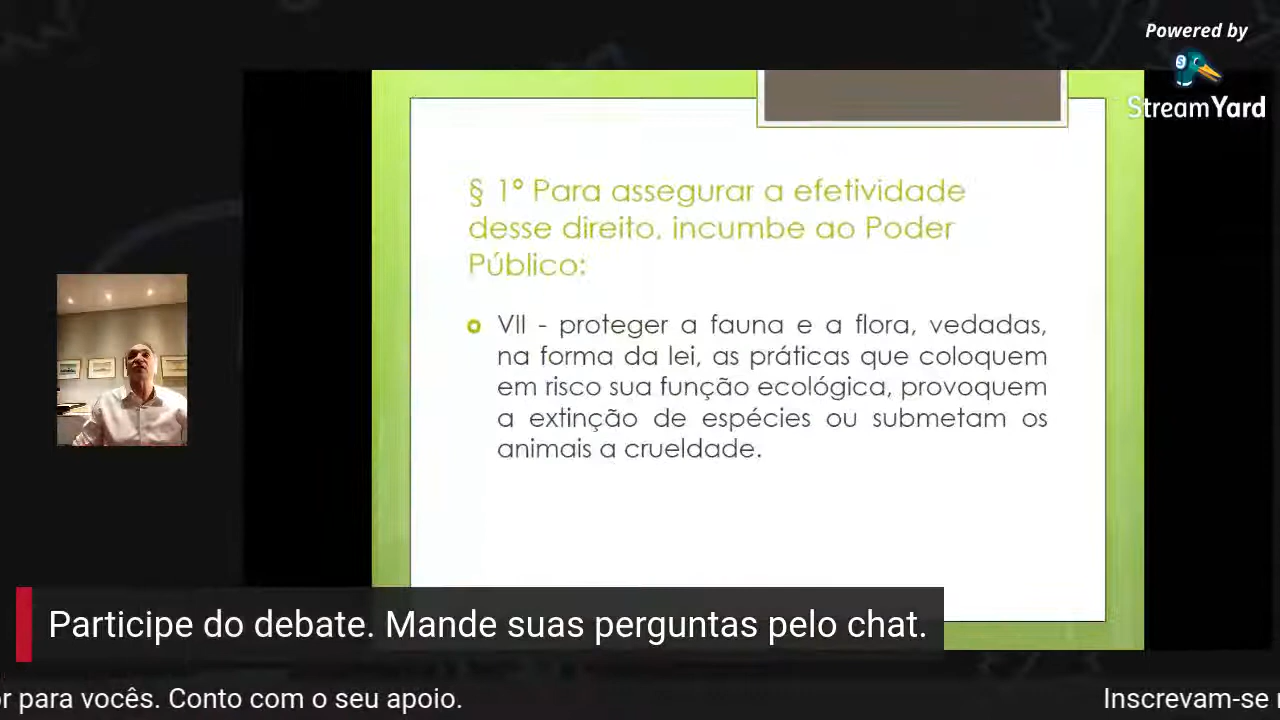 Powered by
StreamYard
§ 1º Para assegurar a efetividade
desse direito, incumbe ao Poder
Público:
VII - proteger a fauna e a flora, vedadas,
na forma da lei, as práticas que coloquem
em risco sua função ecológica, provoquem
a extinção de espécies ou submetam os
animais a crueldade.
Participe do debate. Mande suas perguntas pelo chat.
r para vocês. Conto com o seu apoio.
Inscrevam-se